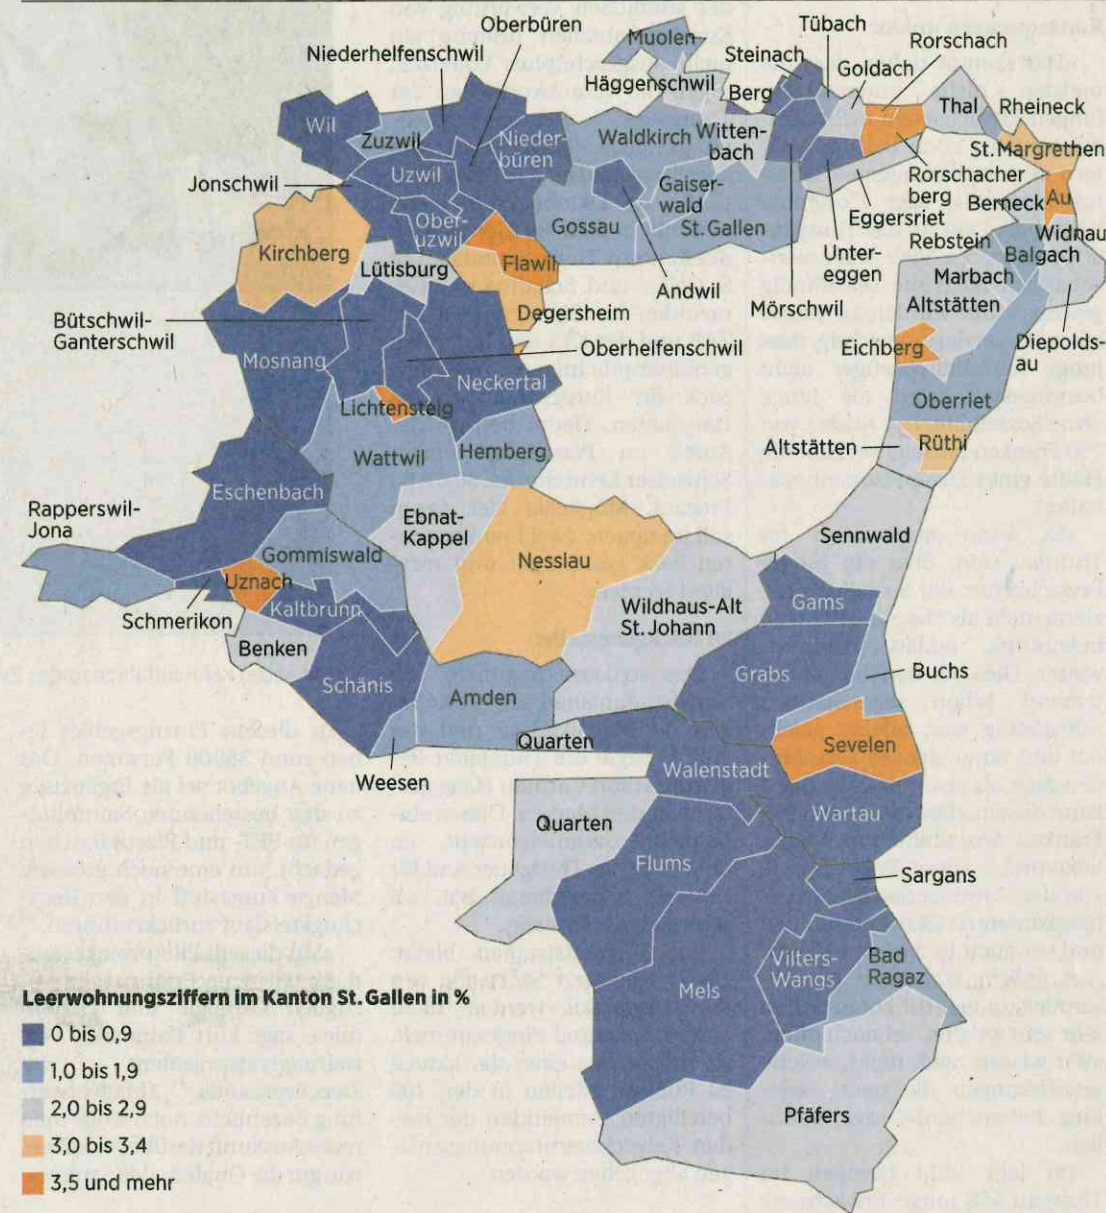 Oberbüren
Tübach
Niederhelfenschwil
Muolen
Steinach
Rorschach
Häggenschwil
Goldach
Berg
Thal
Rheineck
Wil
Zuzwil
Nieder-
büren
Waldkirch
Witten-
bach
St. Margrethen
Uzwil
Jonschwil
Gaiser-
wald
Rorschacher
berg
Berneck
Au
Ober-
uzwil
Gossau
St. Gallen
Eggersriet
Widnau
Kirchberg
Lütisburg
Flawil
Unter-
eggen
Rebstein
Balgach
Marbach
Andwil
Mörschwil
Altstätten
Bütschwil-
Ganterschwil
Degersheim
Diepolds-
au
Mosnang
Oberhelfenschwil
Eichberg
Neckertal
Lichtensteig
Oberriet
Wattwil
Hemberg
Altstätten
Rüthi
Eschenbach
Rapperswil-
Jona
Ebnat-
Kappel
Sennwald
Gommiswald
Nesslau
Uznach
Schmerikon
Kaltbrunn
Wildhaus-Alt
St. Johann
Gams
Benken
Schänis
Amden
Grabs
Buchs
Quarten
Sevelen
Weesen
Walenstadt
Quarten
Wartau
Flums
Sargans
Vilters-
Wangs
Bad
Ragaz
Mels
Pfäfers
Leerwohnungsziffern im Kanton St. Gallen in %
0 bis 0,9
1,0 bis 1,9
2,0 bis 2,9
3,0 bis 3,4
3,5 und mehr